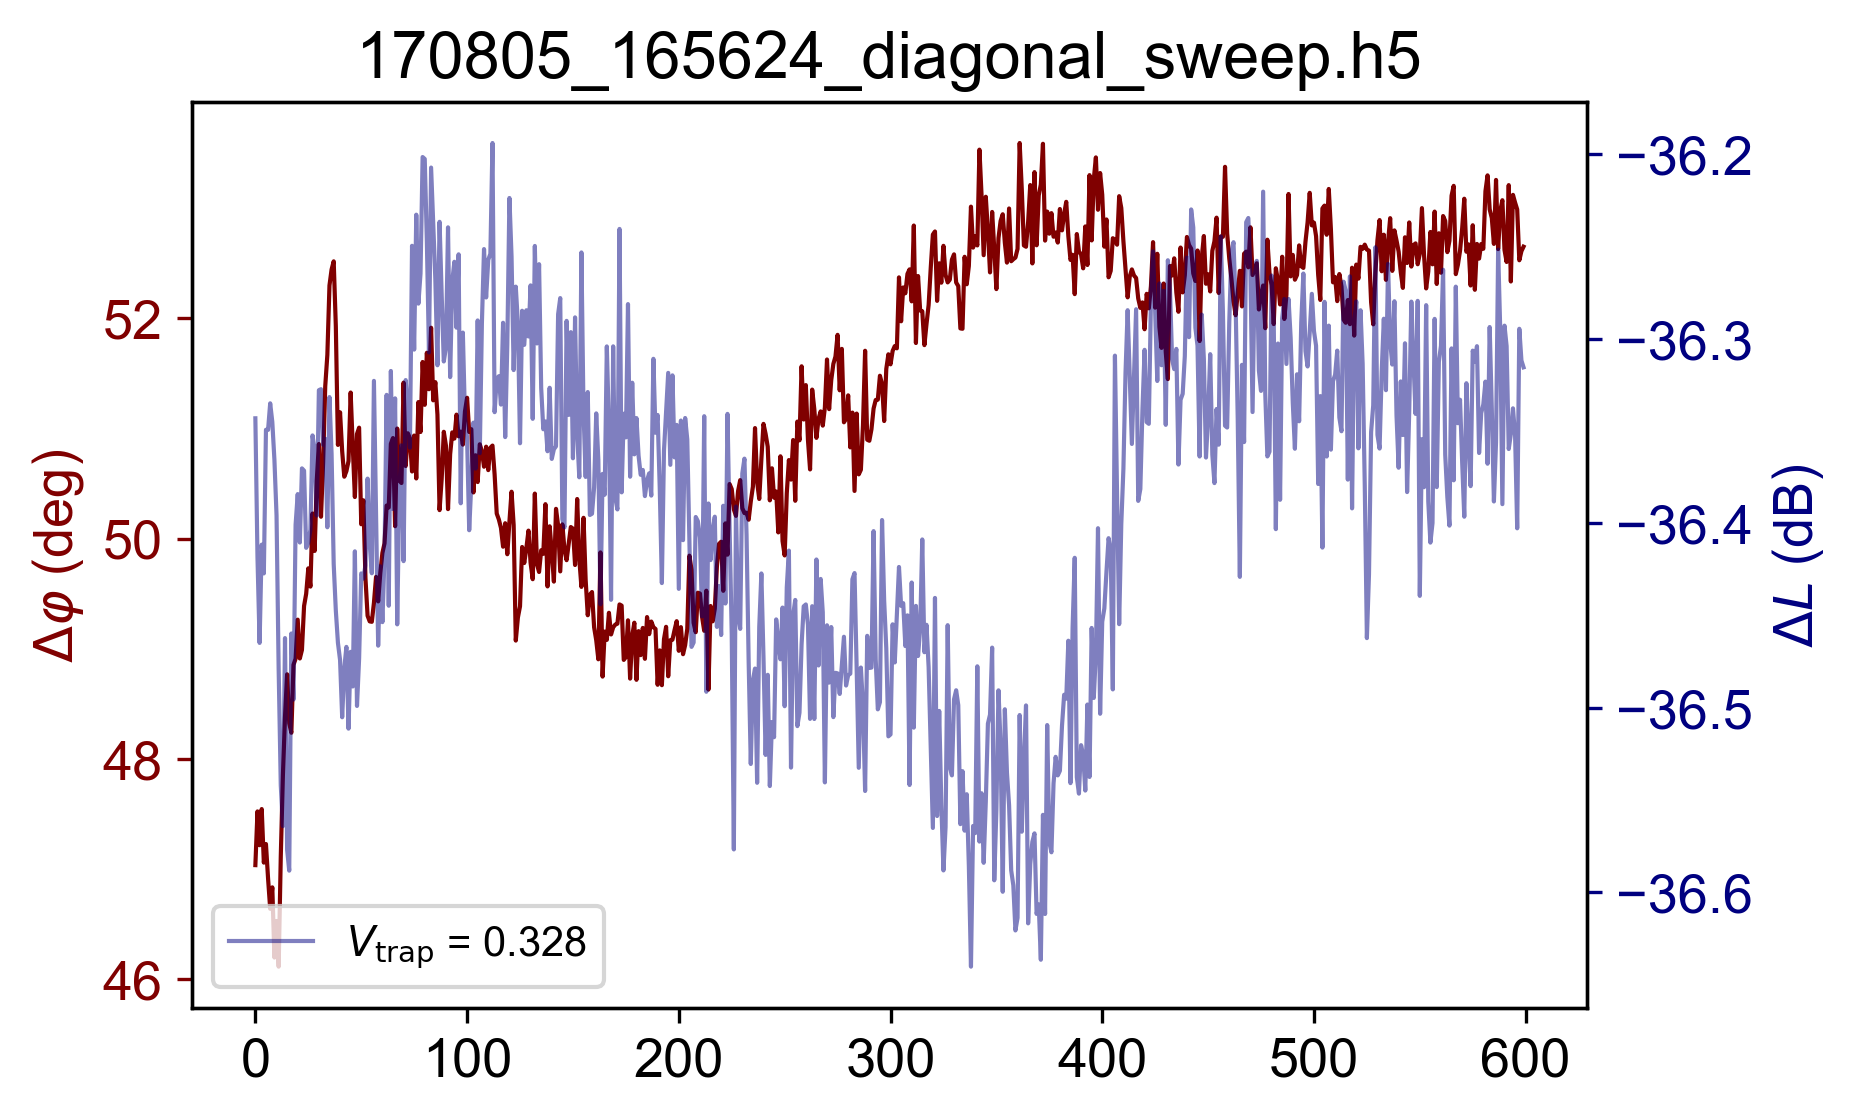 170805_165624_diagonal_sweep.h5
Δφ (deg)
52
50
48
46
−36.2
−36.3
−36.4
−36.5
−36.6
ΔL (dB)
V_trap = 0.328
0 100 200 300 400 500 600